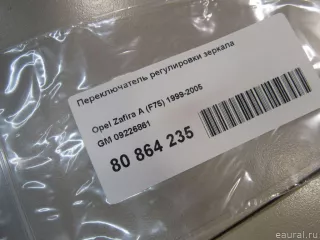 Переключатель регулировки зеркала
Opel Zafira A (F75) 1999-2005
GM 09226861
80 864 235
eaural.ru